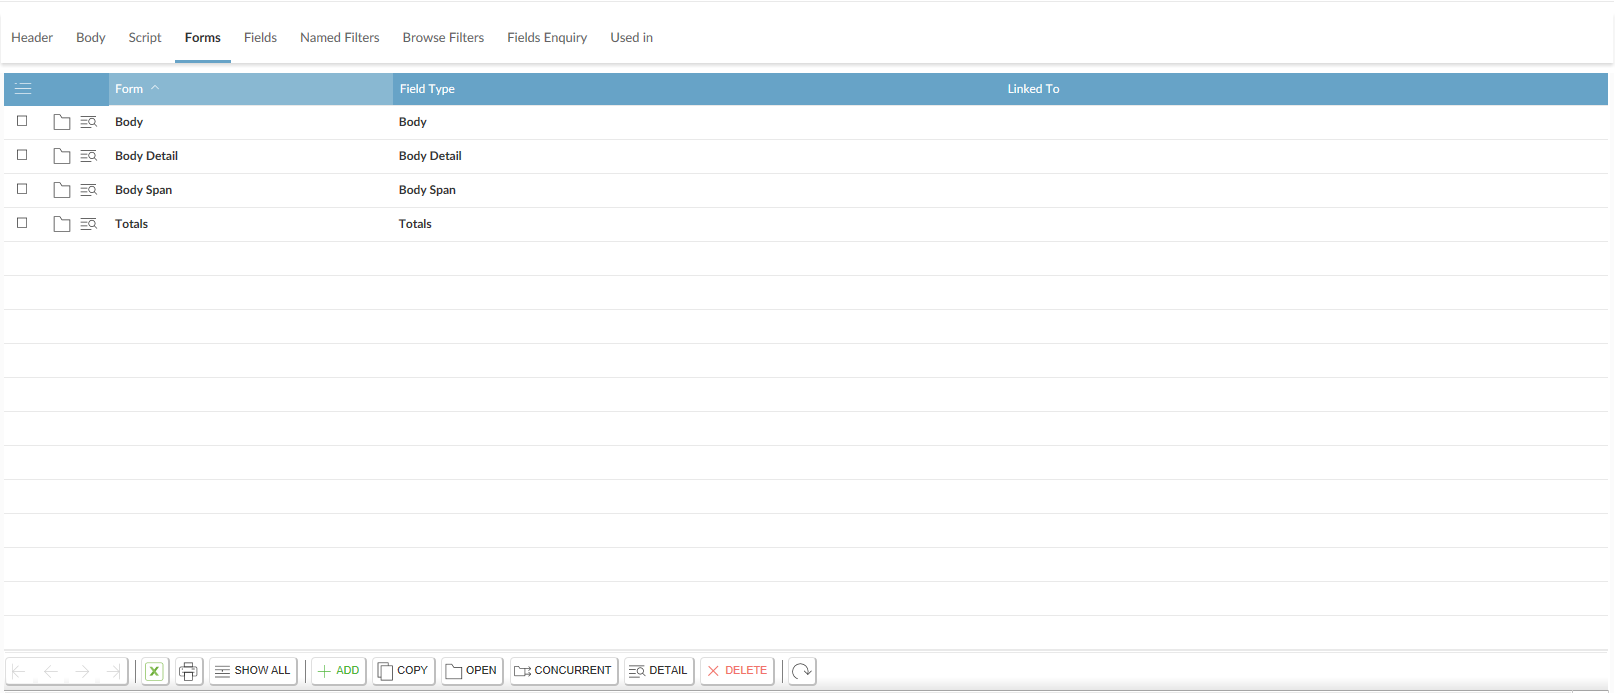 Header Body Script Forms Fields Named Filters Browse Filters Fields Enquiry Used in
Form Field Type Linked To
Body Body
Body Detail Body Detail
Body Span Body Span
Totals Totals
X SHOW ALL ADD COPY OPEN CONCURRENT DETAIL DELETE